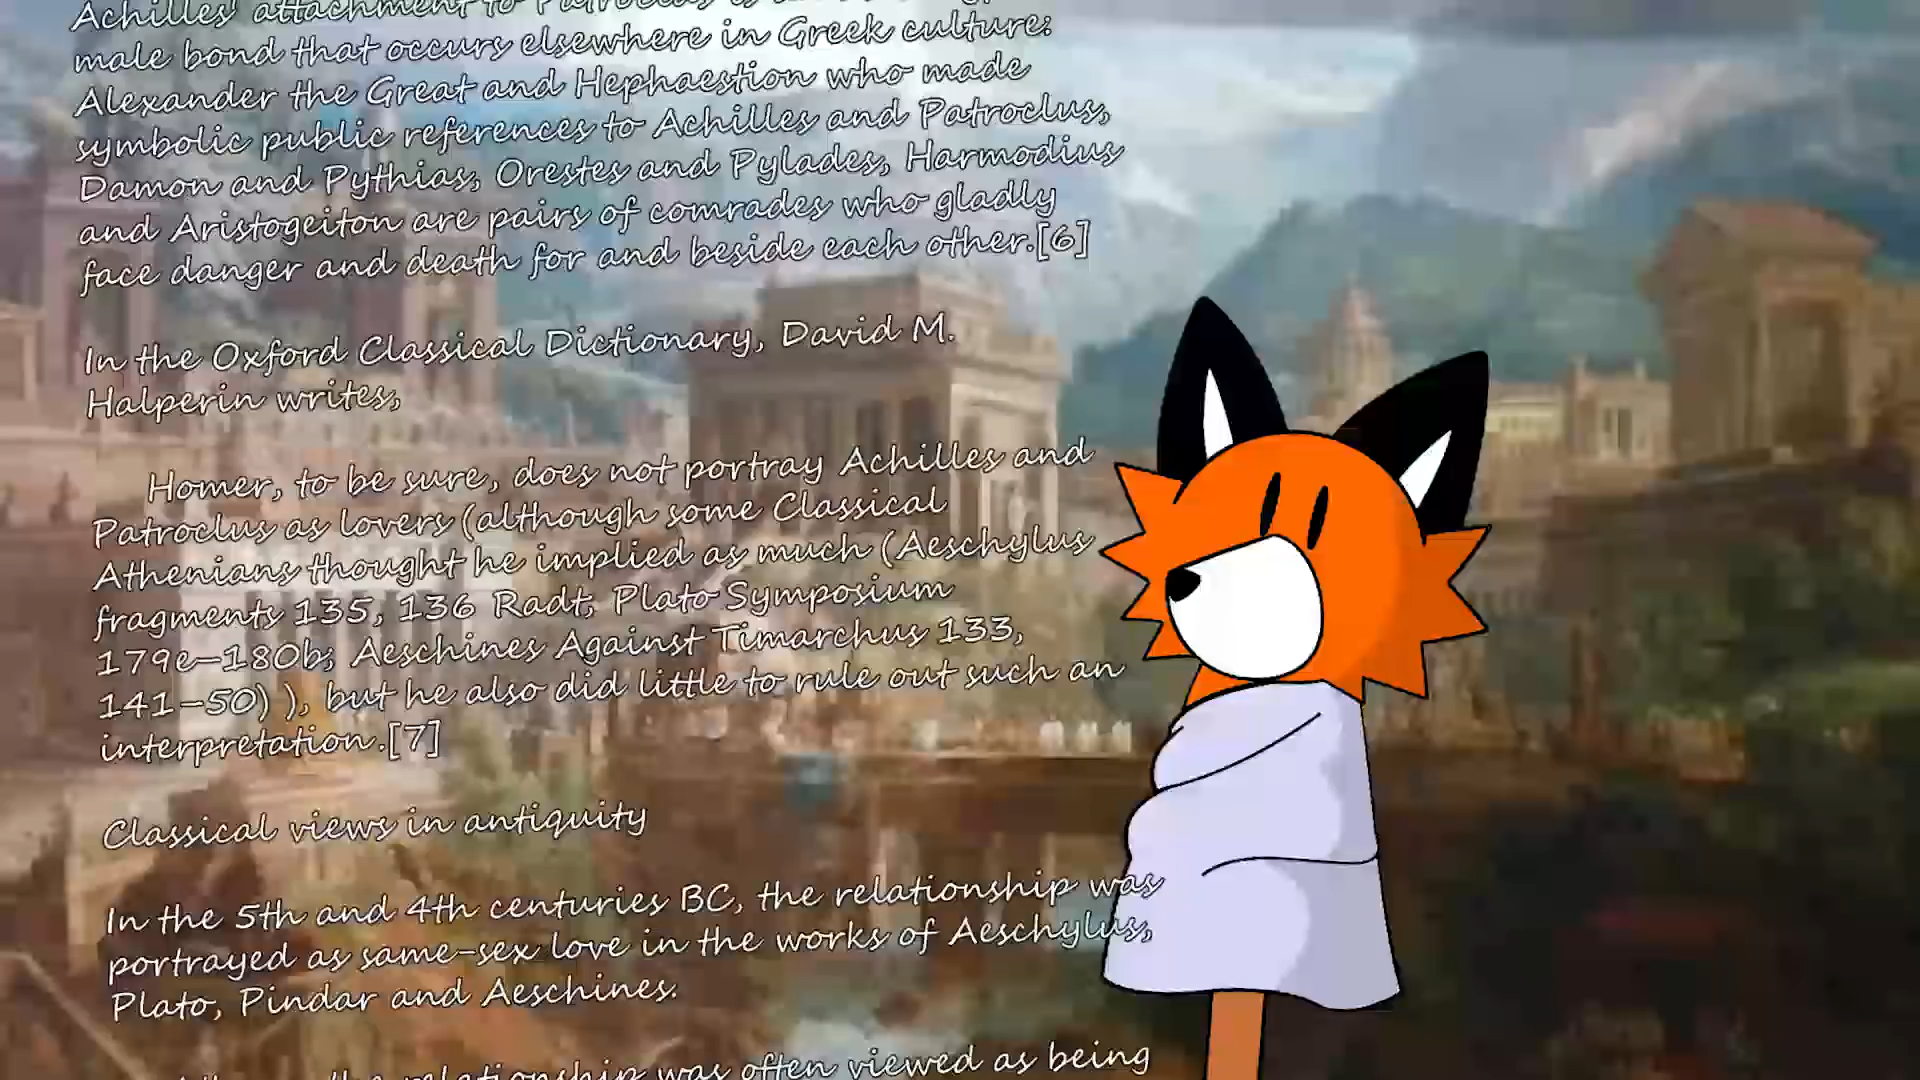 Achilles' attachment to Patroclus is
male bond that occurs elsewhere in Greek culture:
Alexander the Great and Hephaestion who made
symbolic public references to Achilles and Patroclus,
Damon and Pythias, Orestes and Pylades, Harmodius
and Aristogeiton are pairs of comrades who gladly
face danger and death for and beside each other.[6]
In the Oxford Classical Dictionary, David M.
Halperin writes,
Homer, to be sure, does not portray Achilles and
Patroclus as lovers (although some Classical
Athenians thought he implied as much (Aeschylus
fragments 135, 136 Radt; Plato Symposium
179e–180b; Aeschines Against Timarchus 133,
141–50) ), but he also did little to rule out such an
interpretation.[7]
Classical views in antiquity
In the 5th and 4th centuries BC, the relationship was
portrayed as same-sex love in the works of Aeschylus,
Plato, Pindar and Aeschines.
the relationship was often viewed as being